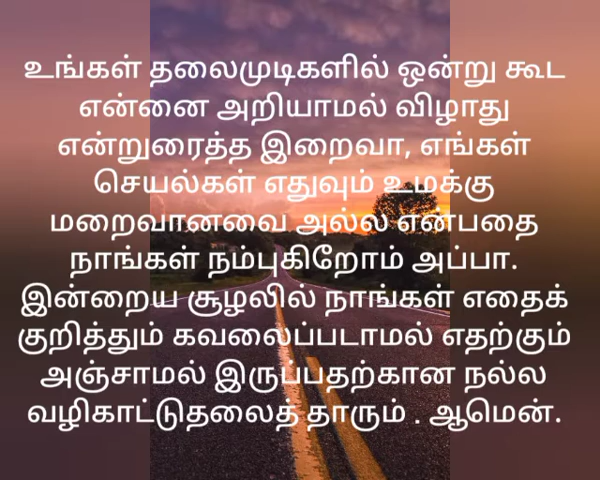 உங்கள் தலைமுடிகளில் ஒன்று கூட
என்னை அறியாமல் விழாது
என்றுரைத்த இறைவா, எங்கள்
செயல்கள் எதுவும் உமக்கு
மறைவானவை அல்ல என்பதை
நாங்கள் நம்புகிறோம் அப்பா.
இன்றைய சூழலில் நாங்கள் எதைக்
குறித்தும் கவலைப்படாமல் எதற்கும்
அஞ்சாமல் இருப்பதற்கான நல்ல
வழிகாட்டுதலைத் தாரும் . ஆமென்.